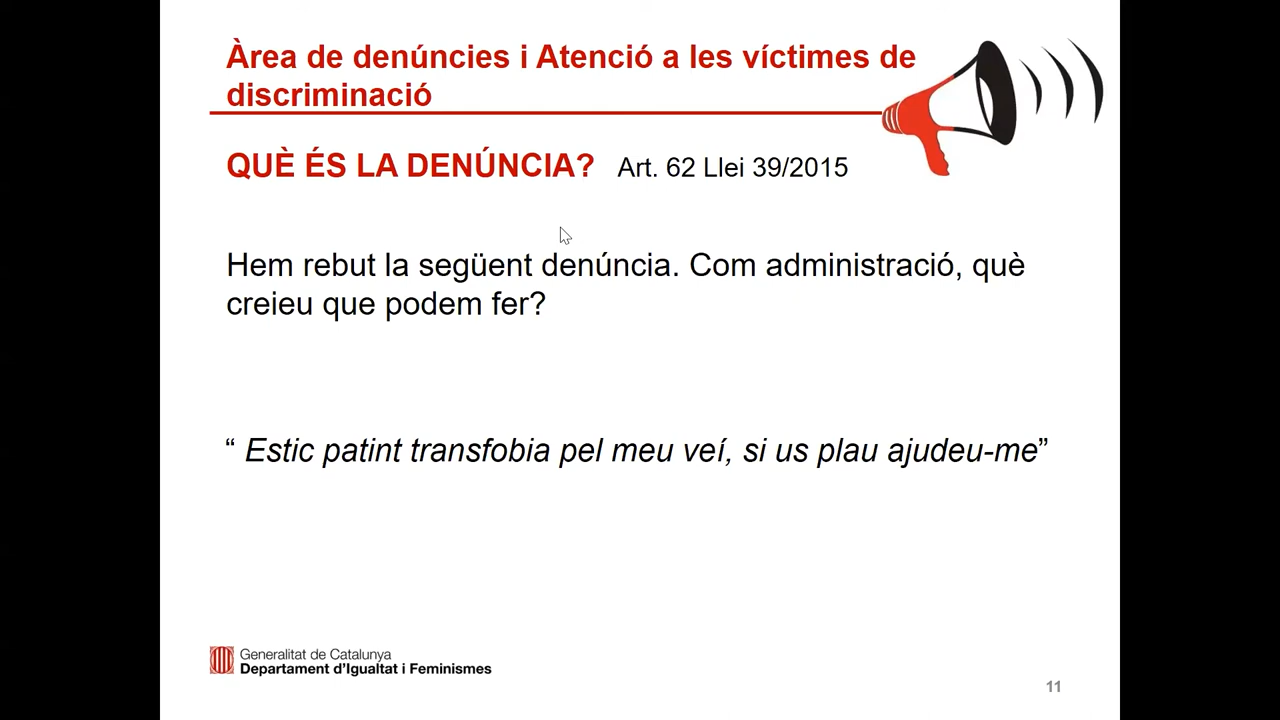 Àrea de denúncies i Atenció a les víctimes de
discriminació
QUÈ ÉS LA DENÚNCIA? Art. 62 Llei 39/2015
Hem rebut la següent denúncia. Com administració, què
creieu que podem fer?
“ Estic patint transfobia pel meu veí, si us plau ajudeu-me”
Generalitat de Catalunya
Departament d’Igualtat i Feminismes
11